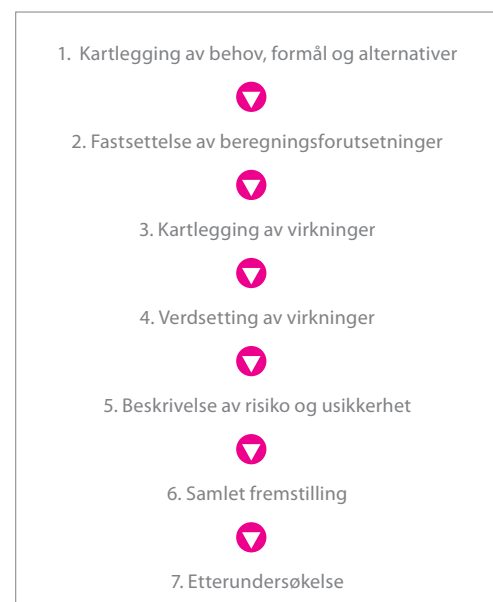 1. Kartlegging av behov, formål og alternativer
2. Fastsettelse av beregningsforutsetninger
3. Kartlegging av virkninger
4. Verdsetting av virkninger
5. Beskrivelse av risiko og usikkerhet
6. Samlet fremstilling
7. Etterundersøkelse